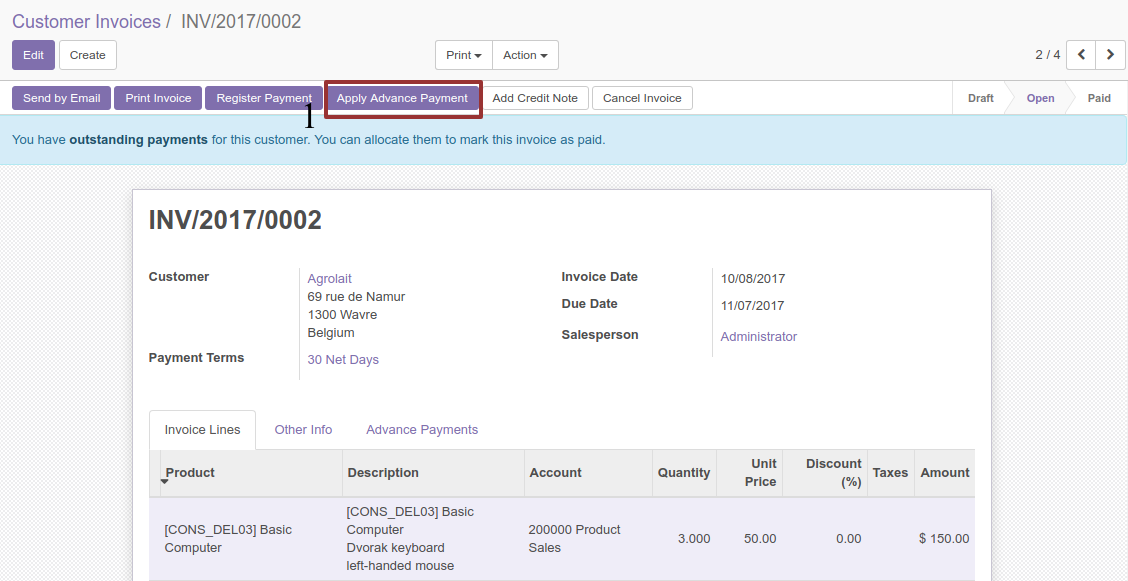 Customer Invoices / INV/2017/0002
Edit Create Print Action 2 / 4
Send by Email Print Invoice Register Payment Apply Advance Payment Add Credit Note Cancel Invoice Draft Open Paid
1
You have outstanding payments for this customer. You can allocate them to mark this invoice as paid.
INV/2017/0002
Customer
Agrolait
69 rue de Namur
1300 Wavre
Belgium
Payment Terms
30 Net Days
Invoice Date 10/08/2017
Due Date 11/07/2017
Salesperson Administrator
Invoice Lines Other Info Advance Payments
Product Description Account Quantity Unit Price Discount (%) Taxes Amount
[CONS_DEL03] Basic
Computer
[CONS_DEL03] Basic
Computer
Dvorak keyboard
left-handed mouse
200000 Product
Sales
3.000 50.00 0.00 $ 150.00